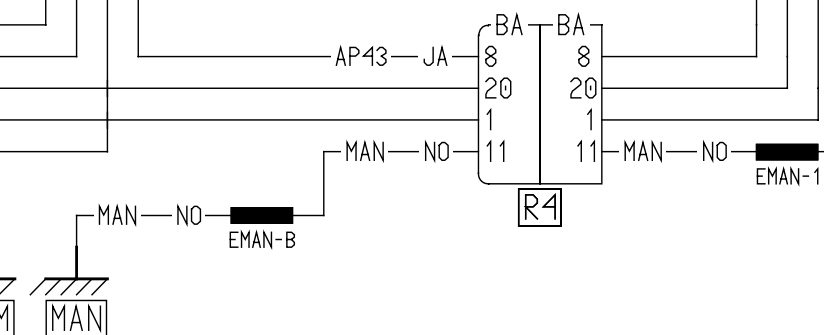 BA BA
AP43 JA 8 8
20 20
1 1
MAN NO 11 11 MAN NO
EMAN-1
R4
MAN NO
EMAN-B
M MAN